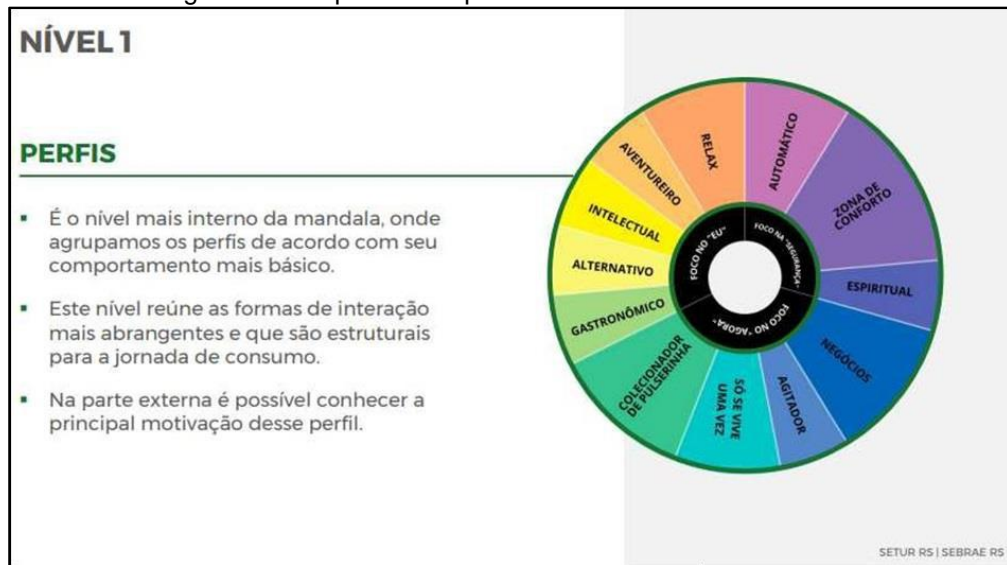 NÍVEL 1
PERFIS
▪ É o nível mais interno da mandala, onde
agrupamos os perfis de acordo com seu
comportamento mais básico.
▪ Este nível reúne as formas de interação
mais abrangentes e que são estruturais
para a jornada de consumo.
▪ Na parte externa é possível conhecer a
principal motivação desse perfil.
RELAX
AUTOMÁTICO
ZONA DE
CONFORTO
ESPIRITUAL
NEGÓCIOS
AGITADOR
SÓ SE VIVE
UMA VEZ
COLECIONADOR
DE PULSERINHA
GASTRONÔMICO
ALTERNATIVO
INTELECTUAL
AVENTUREIRO
FOCO NO "EU"
FOCO NA "SEGURANÇA"
FOCO NO "AGORA"
SETUR RS | SEBRAE RS